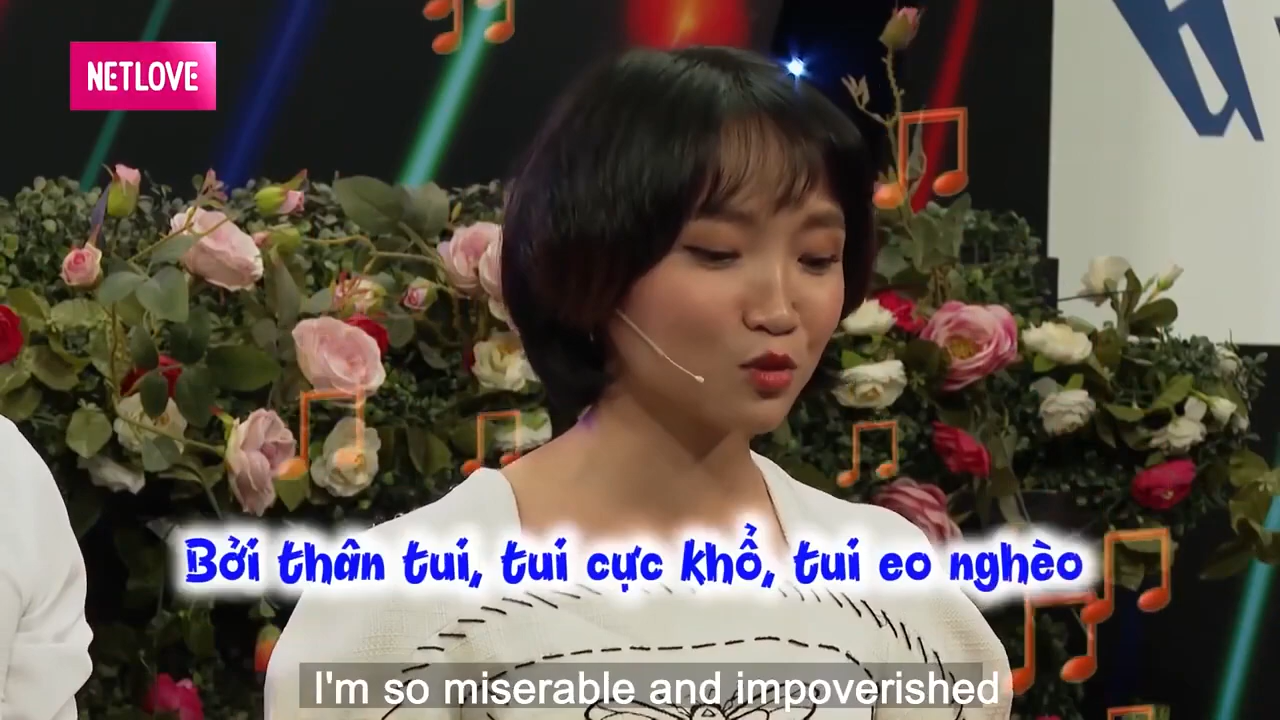 NETLOVE
Bởi thân tui, tui cực khổ, tui eo nghèo
I'm so miserable and impoverished